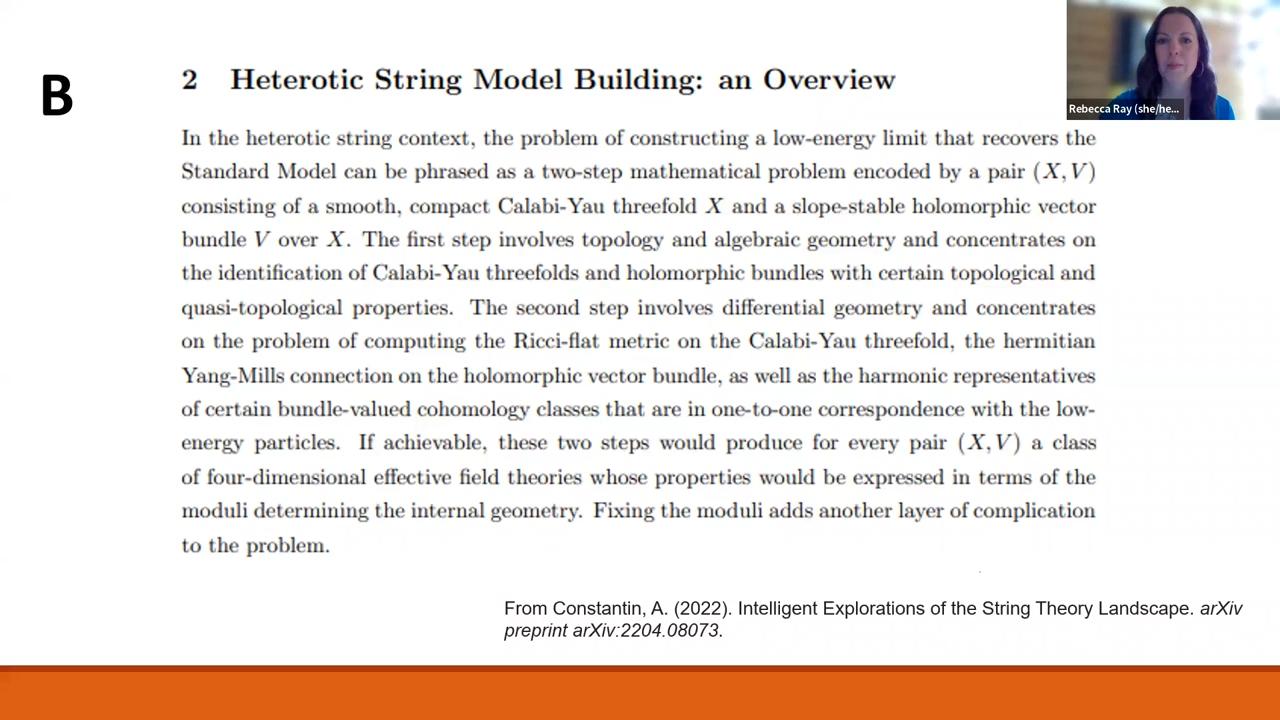 Rebecca Ray (she/he...
B
2 Heterotic String Model Building: an Overview
In the heterotic string context, the problem of constructing a low-energy limit that recovers the
Standard Model can be phrased as a two-step mathematical problem encoded by a pair (X, V)
consisting of a smooth, compact Calabi-Yau threefold X and a slope-stable holomorphic vector
bundle V over X. The first step involves topology and algebraic geometry and concentrates on
the identification of Calabi-Yau threefolds and holomorphic bundles with certain topological and
quasi-topological properties. The second step involves differential geometry and concentrates
on the problem of computing the Ricci-flat metric on the Calabi-Yau threefold, the hermitian
Yang-Mills connection on the holomorphic vector bundle, as well as the harmonic representatives
of certain bundle-valued cohomology classes that are in one-to-one correspondence with the low-
energy particles. If achievable, these two steps would produce for every pair (X, V) a class
of four-dimensional effective field theories whose properties would be expressed in terms of the
moduli determining the internal geometry. Fixing the moduli adds another layer of complication
to the problem.
From Constantin, A. (2022). Intelligent Explorations of the String Theory Landscape. arXiv
preprint arXiv:2204.08073.